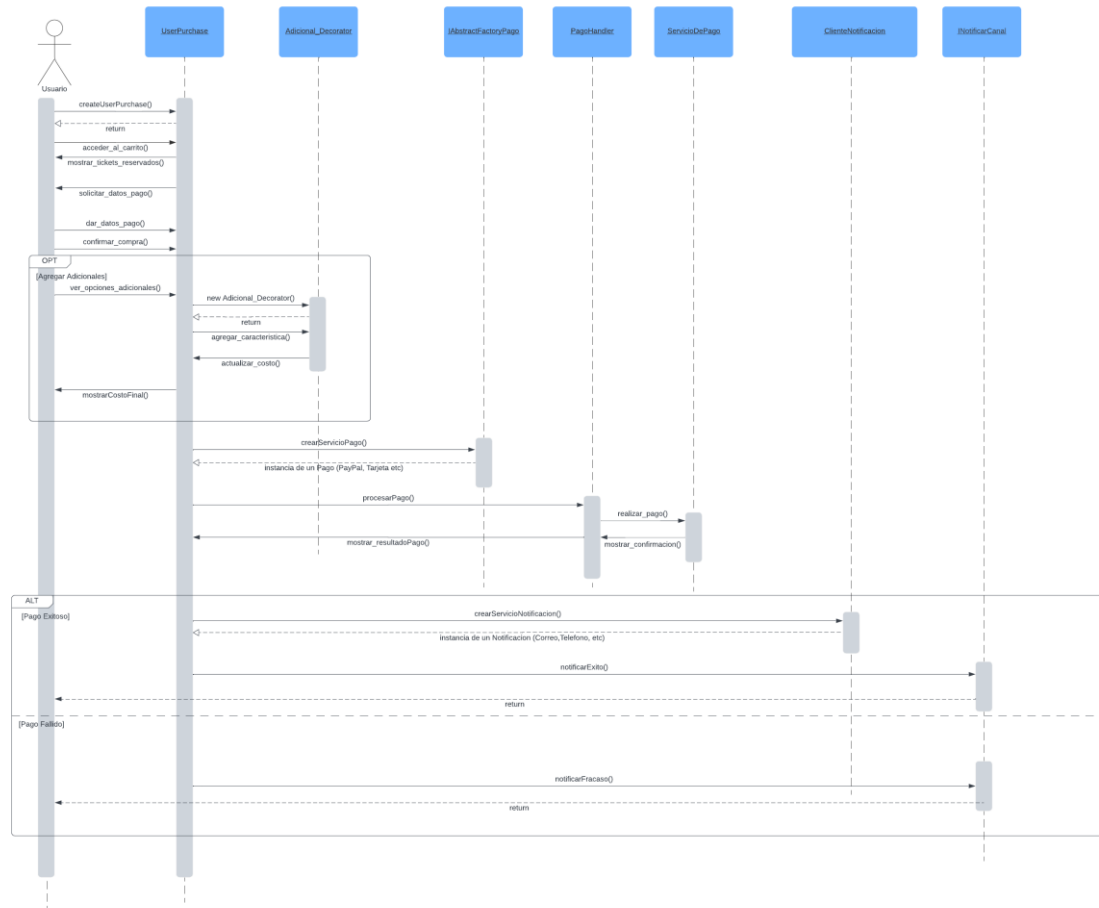 UserPurchase
Adicional_Decorator
IAbstractFactoryPago
PagoHandler
ServicioDePago
ClienteNotificacion
INotificarCanal
Usuario
createUserPurchase()
return
acceder_al_carrito()
mostrar_tickets_reservados()
solicitar_datos_pago()
dar_datos_pago()
confirmar_compra()
OPT
[Agregar Adicionales]
ver_opciones_adicionales()
new Adicional_Decorator()
return
agregar_caracteristica()
actualizar_costo()
mostrarCostoFinal()
crearServicioPago()
instancia de un Pago (PayPal, Tarjeta etc)
procesarPago()
realizar_pago()
mostrar_resultadoPago()
mostrar_confirmacion()
ALT
[Pago Exitoso]
crearServicioNotificacion()
instancia de un Notificacion (Correo,Telefono, etc)
notificarExito()
return
[Pago Fallido]
notificarFracaso()
return